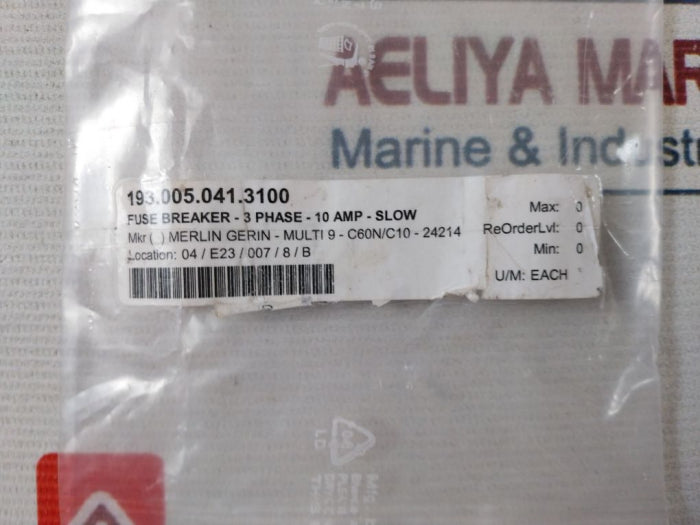 AELIYA MAR
Marine & Industr
193.005.041.3100
FUSE BREAKER - 3 PHASE - 10 AMP - SLOW
Mkr ( ) MERLIN GERIN - MULTI 9 - C60N/C10 - 24214
Location: 04 / E23 / 007 / 8 / B
Max: 0
ReOrderLvl: 0
Min: 0
U/M: EACH